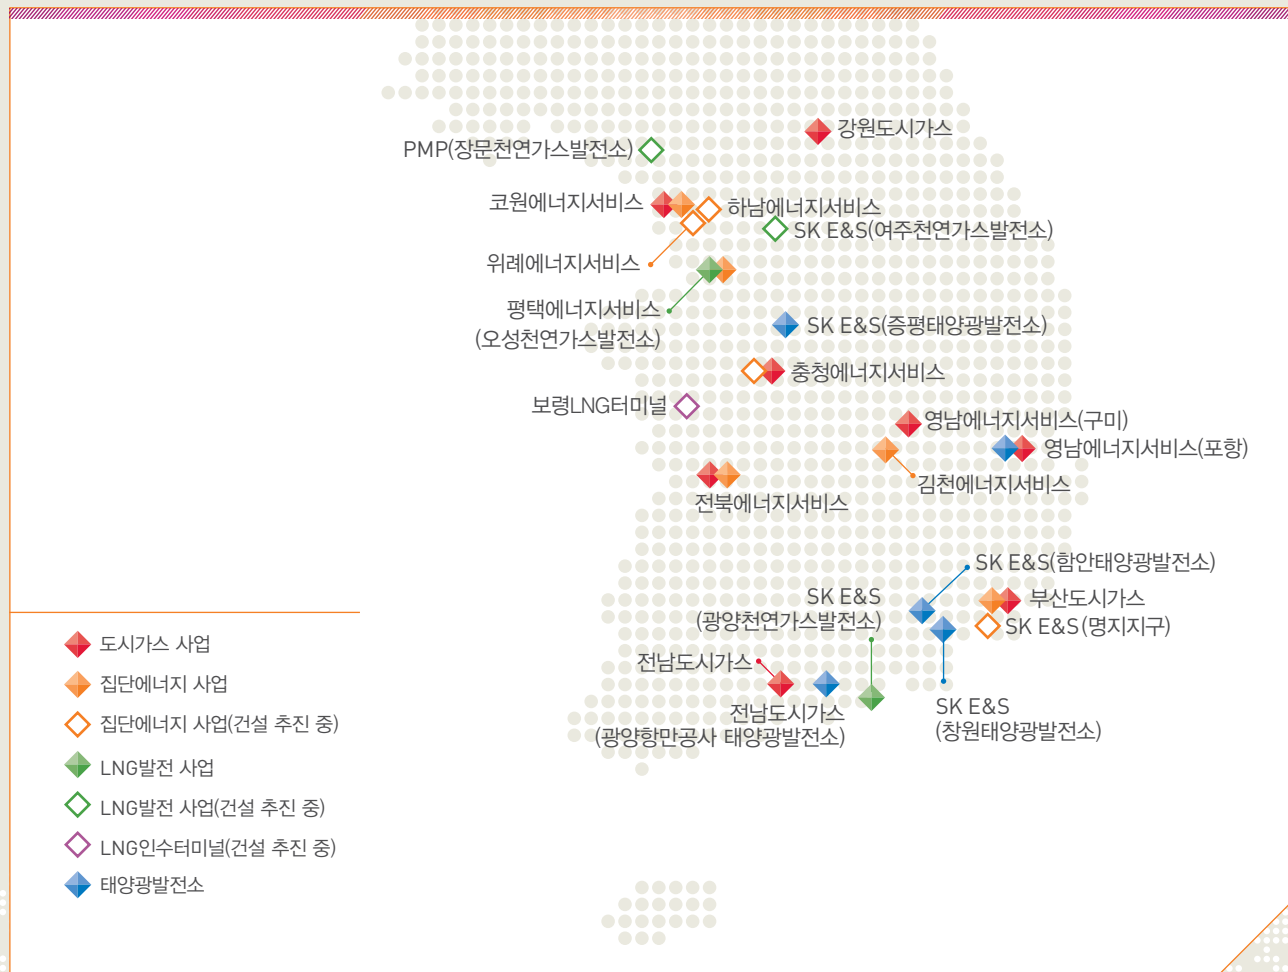 강원도시가스
PMP(장문천연가스발전소)
코원에너지서비스
하남에너지서비스
SK E&S(여주천연가스발전소)
위례에너지서비스
평택에너지서비스
(오성천연가스발전소)
SK E&S(증평태양광발전소)
충청에너지서비스
보령LNG터미널
영남에너지서비스(구미)
영남에너지서비스(포항)
김천에너지서비스
전북에너지서비스
SK E&S(함안태양광발전소)
SK E&S
(광양천연가스발전소)
부산도시가스
SK E&S(명지지구)
전남도시가스
전남도시가스
(광양항만공사 태양광발전소)
SK E&S
(창원태양광발전소)
도시가스 사업
집단에너지 사업
집단에너지 사업(건설 추진 중)
LNG발전 사업
LNG발전 사업(건설 추진 중)
LNG인수터미널(건설 추진 중)
태양광발전소